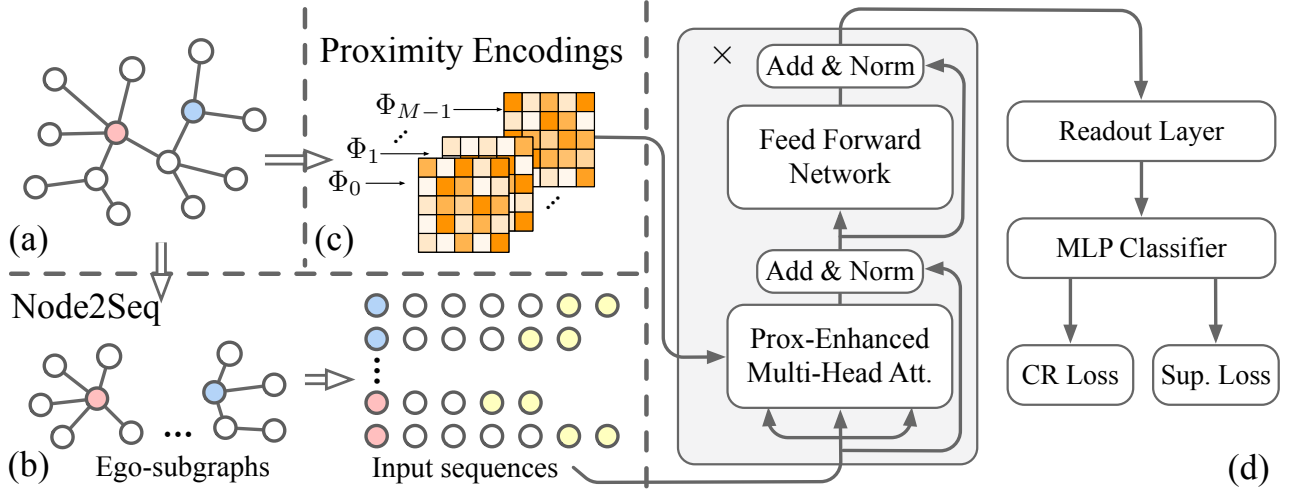 (a)
Proximity Encodings
Φ_{M−1}
Φ_1
Φ_0
(c)
Node2Seq
Ego-subgraphs
(b)
Input sequences
×
Add & Norm
Feed Forward
Network
Add & Norm
Prox-Enhanced
Multi-Head Att.
Readout Layer
MLP Classifier
CR Loss
Sup. Loss
(d)